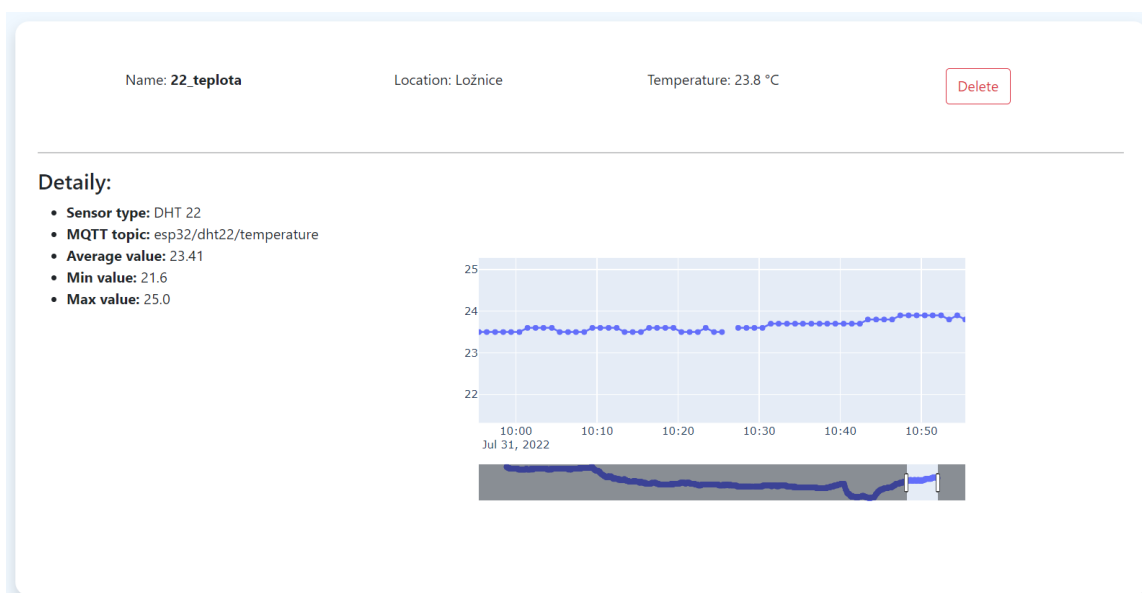 Name: 22_teplota Location: Ložnice Temperature: 23.8 °C Delete
Detaily:
Sensor type: DHT 22
MQTT topic: esp32/dht22/temperature
Average value: 23.41
Min value: 21.6
Max value: 25.0
25
24
23
22
10:00 10:10 10:20 10:30 10:40 10:50
Jul 31, 2022